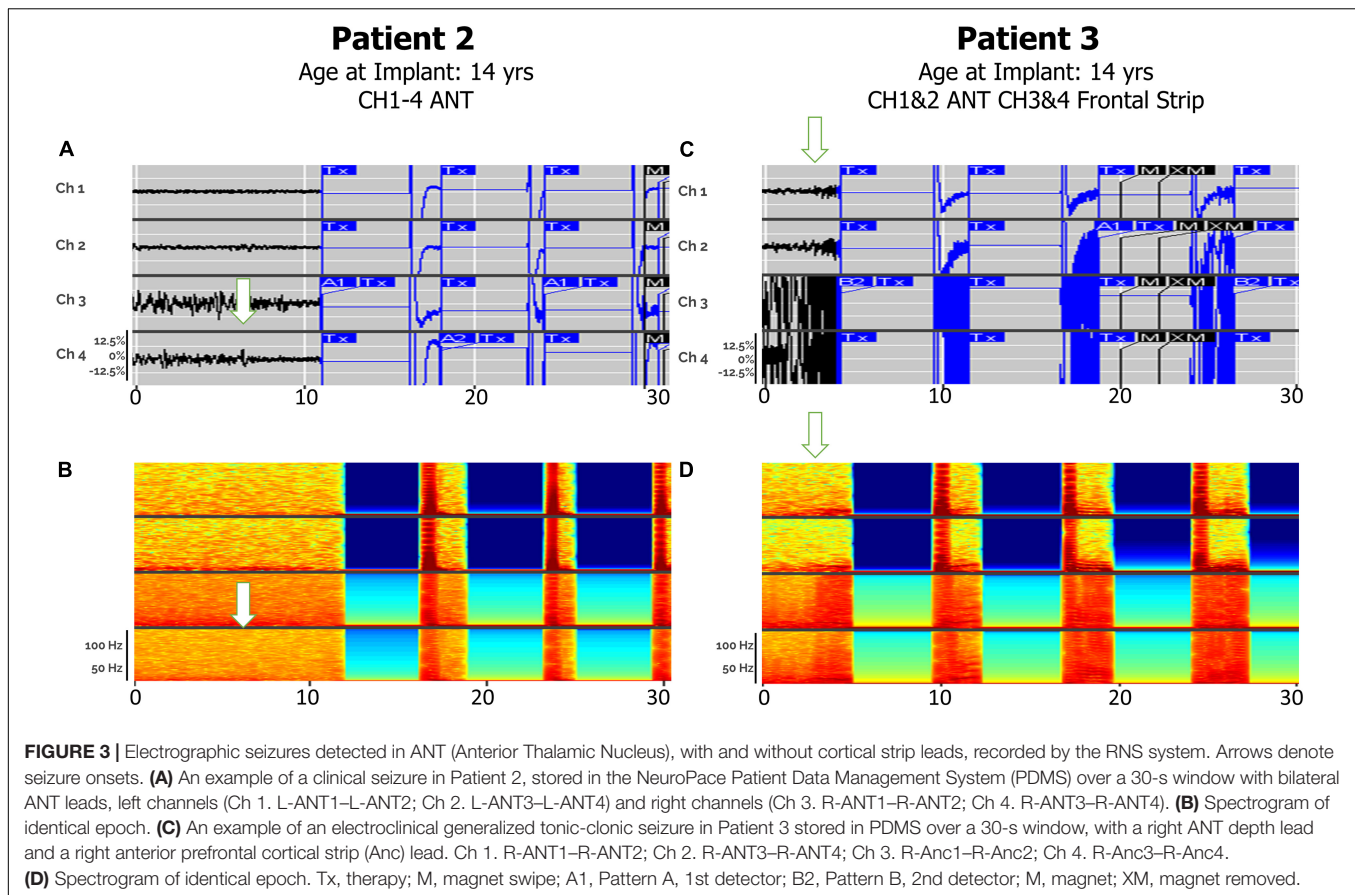 Patient 2
Age at Implant: 14 yrs
CH1-4 ANT
Patient 3
Age at Implant: 14 yrs
CH1&2 ANT CH3&4 Frontal Strip
A
Ch 1
Tx Tx Tx M
Ch 2
Tx Tx Tx M
Ch 3
A1 Tx Tx A1 Tx M
Ch 4
12.5%
0%
-12.5%
Tx A2 Tx Tx M
0 10 20 30
C
Ch 1
Tx Tx Tx M XM Tx
Ch 2
Tx Tx A1 Tx M XM Tx
Ch 3
B2 Tx Tx Tx M XM B2 Tx
Ch 4
12.5%
0%
-12.5%
Tx Tx Tx M XM Tx
0 10 20 30
B
100 Hz
50 Hz
0 10 20 30
D
100 Hz
50 Hz
0 10 20 30
FIGURE 3 | Electrographic seizures detected in ANT (Anterior Thalamic Nucleus), with and without cortical strip leads, recorded by the RNS system. Arrows denote
seizure onsets. (A) An example of a clinical seizure in Patient 2, stored in the NeuroPace Patient Data Management System (PDMS) over a 30-s window with bilateral
ANT leads, left channels (Ch 1. L-ANT1–L-ANT2; Ch 2. L-ANT3–L-ANT4) and right channels (Ch 3. R-ANT1–R-ANT2; Ch 4. R-ANT3–R-ANT4). (B) Spectrogram of
identical epoch. (C) An example of an electroclinical generalized tonic-clonic seizure in Patient 3 stored in PDMS over a 30-s window, with a right ANT depth lead
and a right anterior prefrontal cortical strip (Anc) lead. Ch 1. R-ANT1–R-ANT2; Ch 2. R-ANT3–R-ANT4; Ch 3. R-Anc1–R-Anc2; Ch 4. R-Anc3–R-Anc4.
(D) Spectrogram of identical epoch. Tx, therapy; M, magnet swipe; A1, Pattern A, 1st detector; B2, Pattern B, 2nd detector; M, magnet; XM, magnet removed.